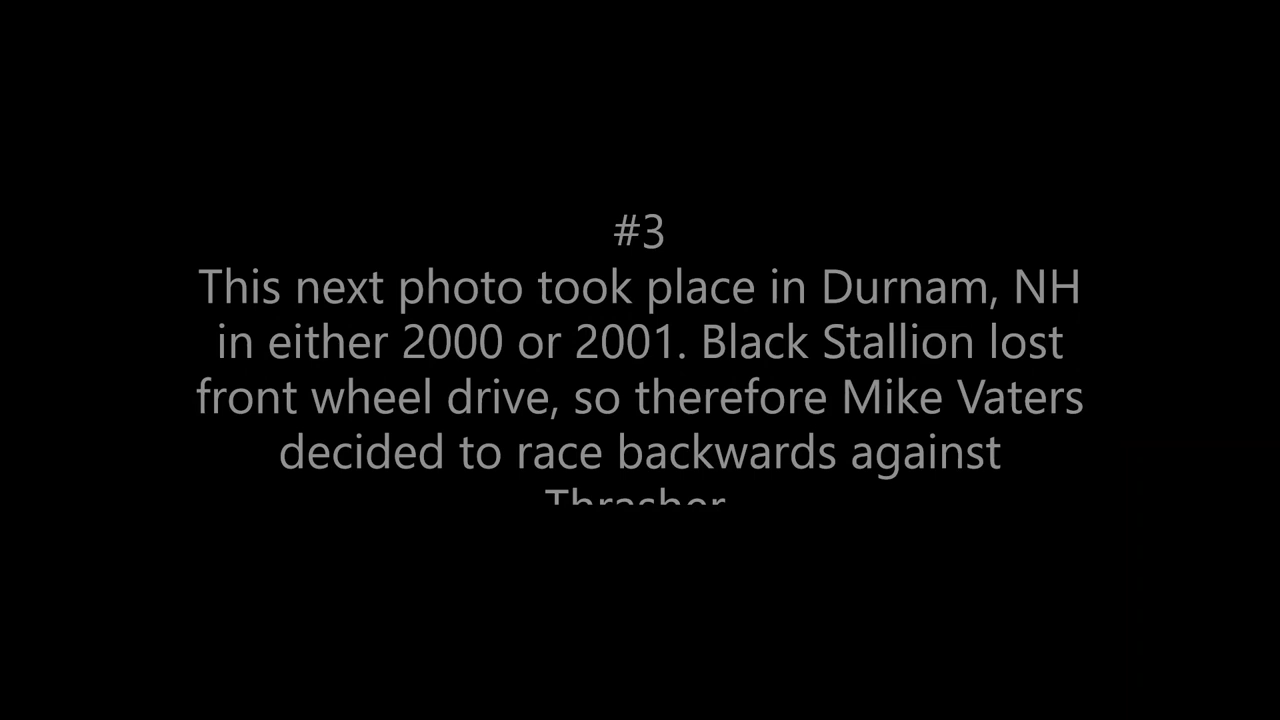 #3
This next photo took place in Durnam, NH
in either 2000 or 2001. Black Stallion lost
front wheel drive, so therefore Mike Vaters
decided to race backwards against
Thrasher